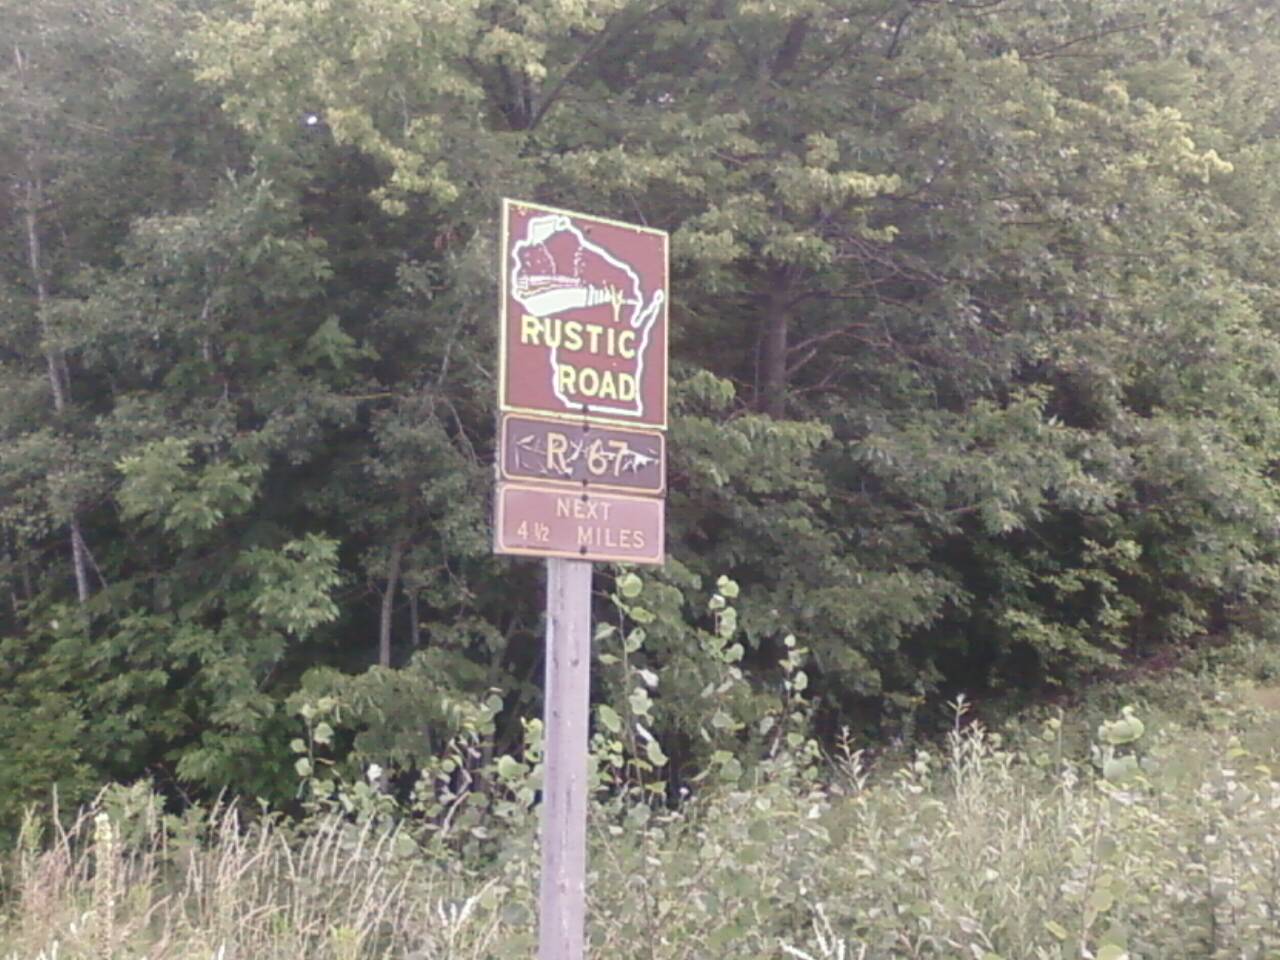 RUSTIC
ROAD
R 67
NEXT
4 ½ MILES